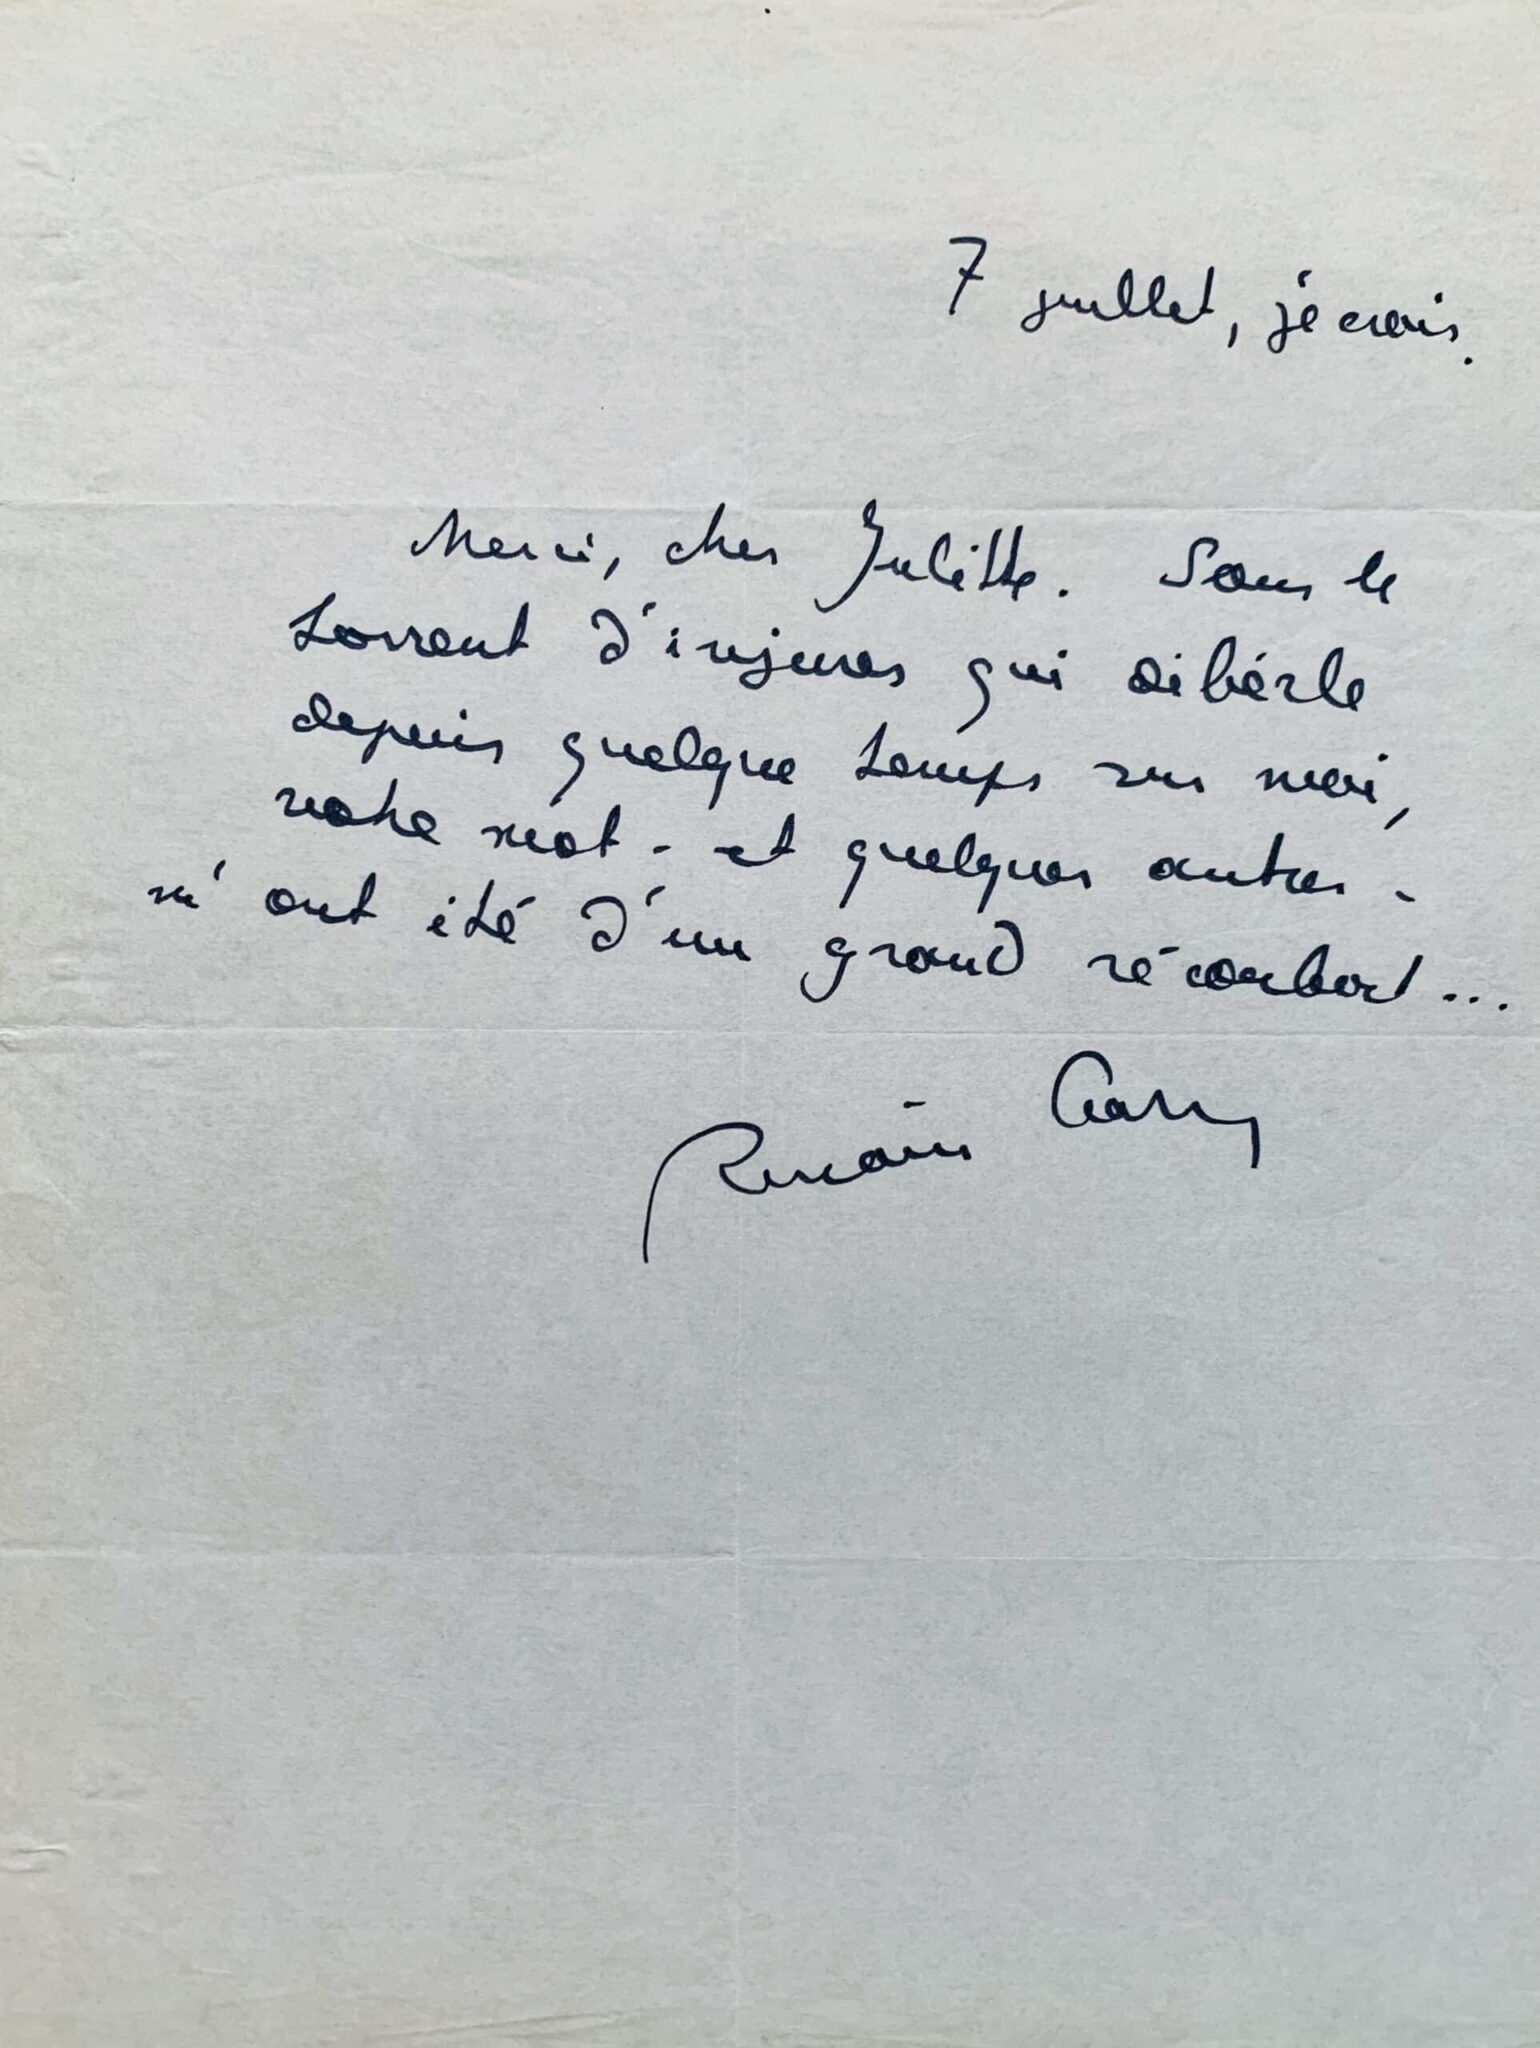 7 juillet, je crois.
Merci, cher Juliette. Sous le
torrent d'injures qui déferle
depuis quelque temps sur moi,
votre mot - et quelques autres -
m'ont été d'un grand réconfort...
Romain Gary